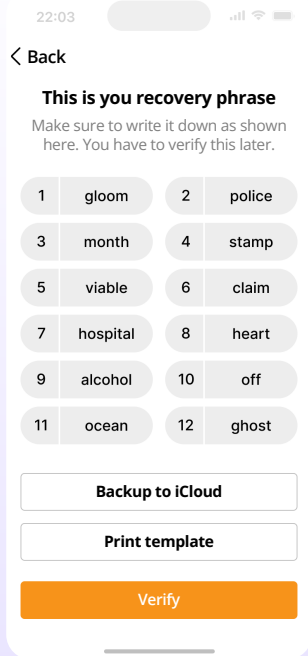 22:03
Back
This is you recovery phrase
Make sure to write it down as shown
here. You have to verify this later.
1 gloom 2 police
3 month 4 stamp
5 viable 6 claim
7 hospital 8 heart
9 alcohol 10 off
11 ocean 12 ghost
Backup to iCloud
Print template
Verify